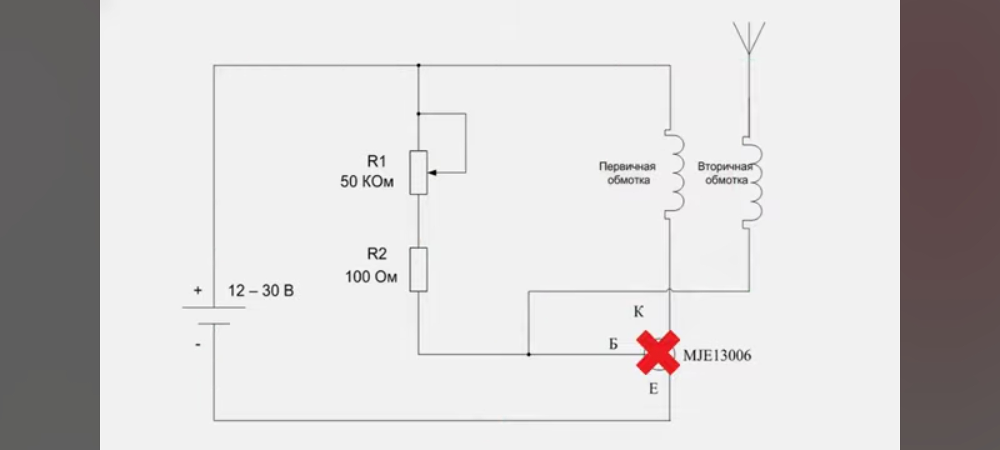 R1
50 КОм
Первичная
обмотка
Вторичная
обмотка
R2
100 Ом
+
12 – 30 В
-
К
Б
MJE13006
Е